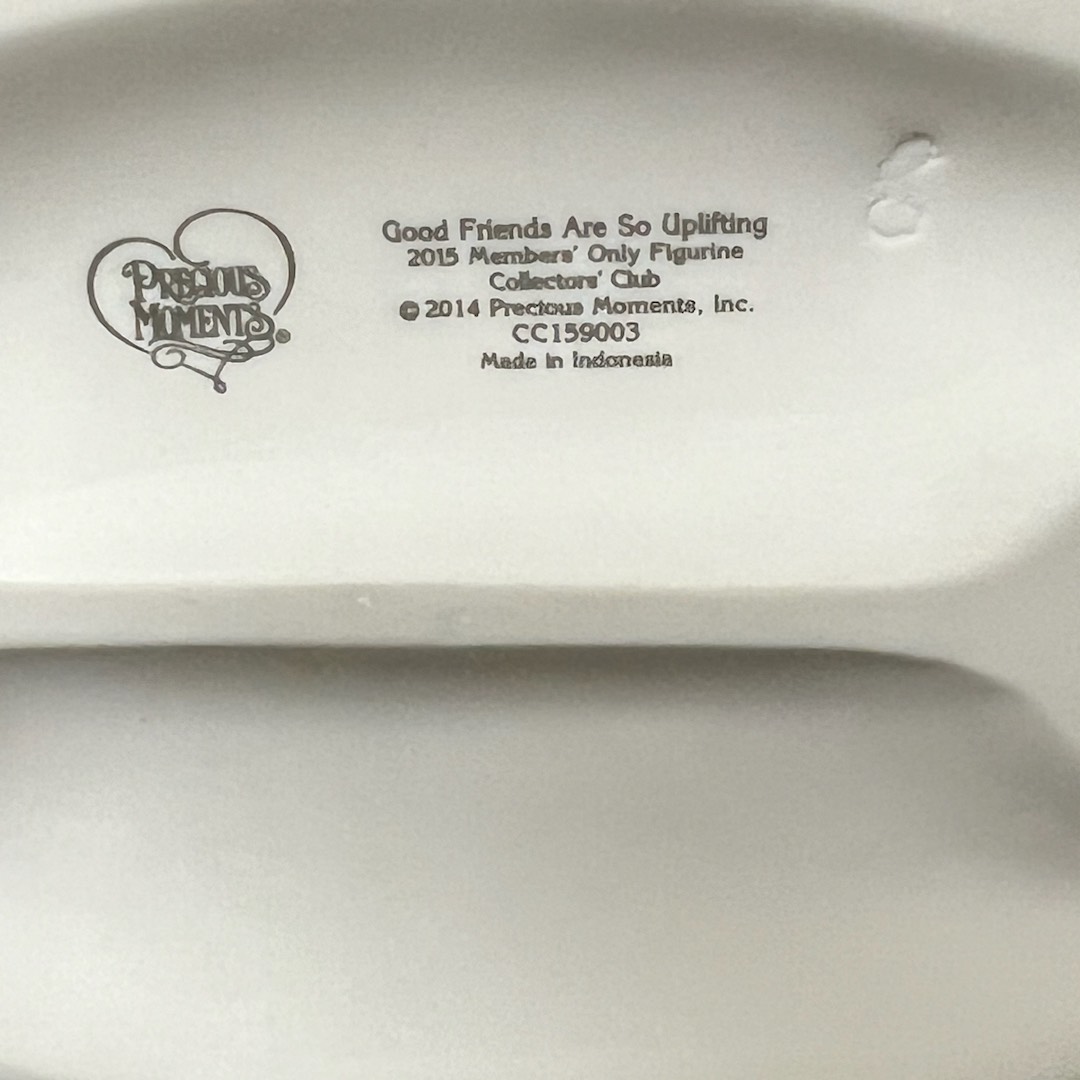 PRECIOUS
MOMENTS®
Good Friends Are So Uplifting
2015 Members' Only Figurine
Collectors' Club
© 2014 Precious Moments, Inc.
CC159003
Made in Indonesia